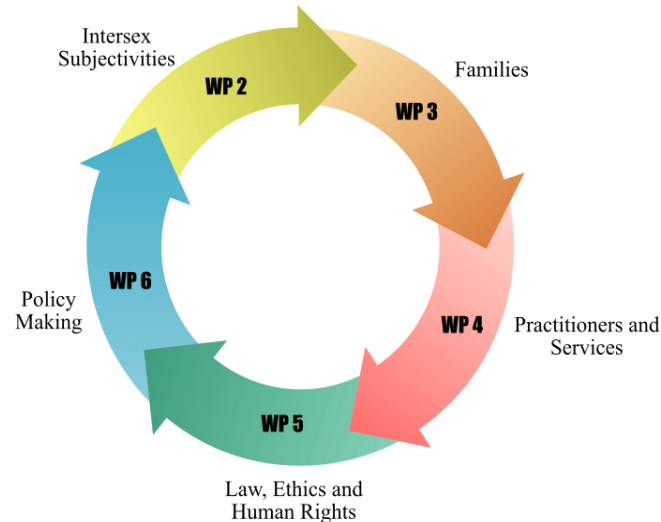 Intersex
Subjectivities
WP 2
WP 3
Families
WP 4
Practitioners and
Services
WP 5
Law, Ethics and
Human Rights
WP 6
Policy
Making